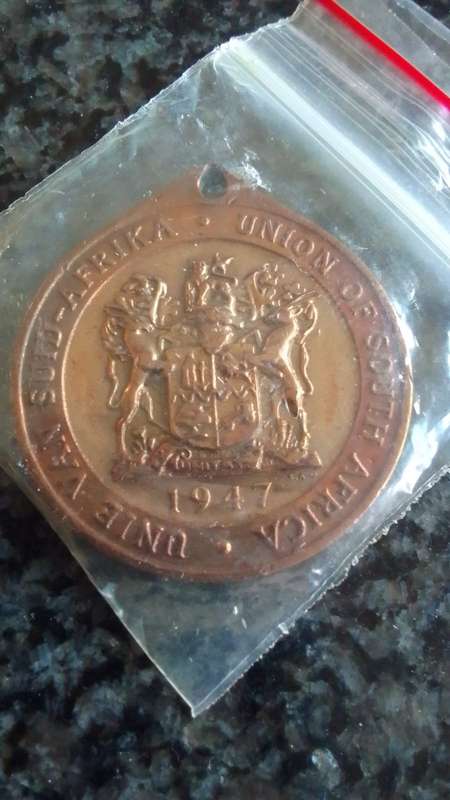 UNIE VAN SUID-AFRIKA · UNION OF SOUTH AFRICA ·
1947